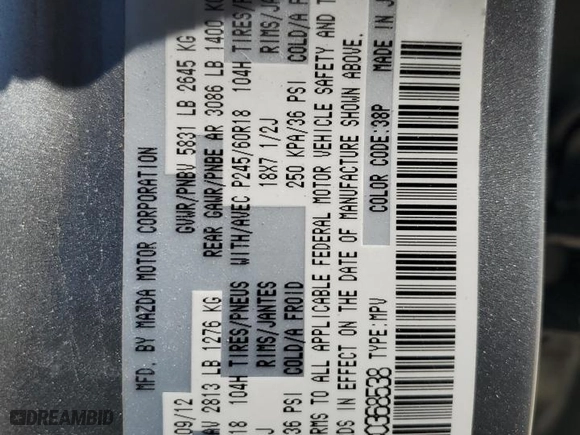 MFD. BY MAZDA MOTOR CORPORATION
09/12 GVWR/PNBV 5831 LB 2645 KG
AV 2813 LB 1276 KG REAR GAWR/PNBE AR 3086 LB 1400
18 104H TIRES/PNEUS WITH/AVEC P245/60R18 104H
J RIMS/JANTES 18X7 1/2J RIMS/JA
36 PSI COLD/A FROID 250 KPA/36 PSI COLD/A
RMS TO ALL APPLICABLE FEDERAL MOTOR VEHICLE SAFETY AND
DS IN EFFECT ON THE DATE OF MANUFACTURE SHOWN ABOVE.
C0368538 TYPE:MPV COLOR CODE:38P MADE IN J
DREAMBID